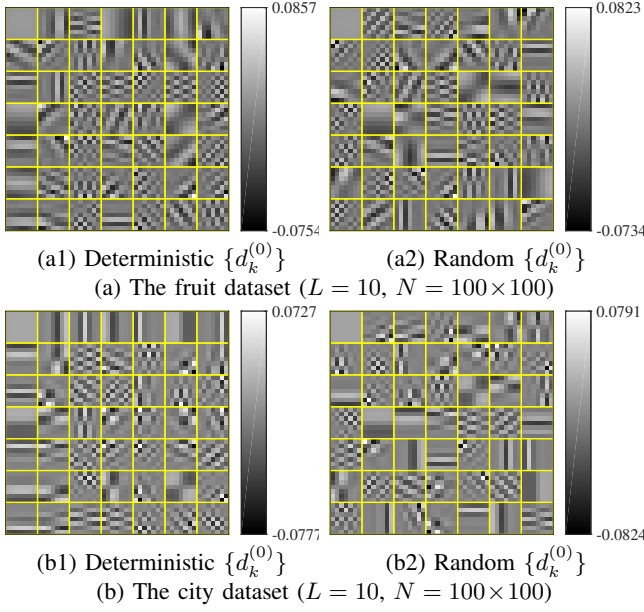 0.0857
0.0823
-0.0754
-0.0734
(a1) Deterministic {d_k^{(0)}}
(a2) Random {d_k^{(0)}}
(a) The fruit dataset (L = 10, N = 100×100)
0.0727
0.0791
-0.0777
-0.0824
(b1) Deterministic {d_k^{(0)}}
(b2) Random {d_k^{(0)}}
(b) The city dataset (L = 10, N = 100×100)